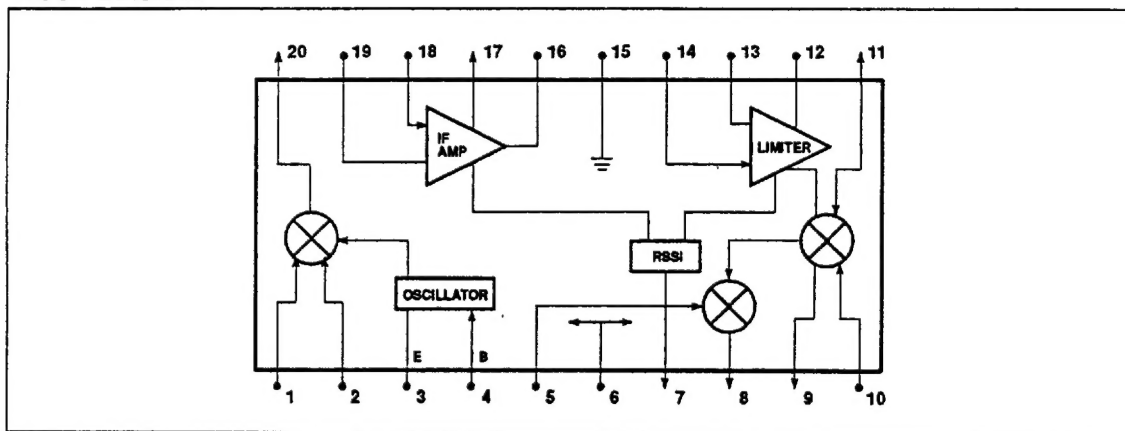 20 19 18 17 16 15 14 13 12 11
IF
AMP
LIMITER
RSSI
OSCILLATOR
E B
1 2 3 4 5 6 7 8 9 10